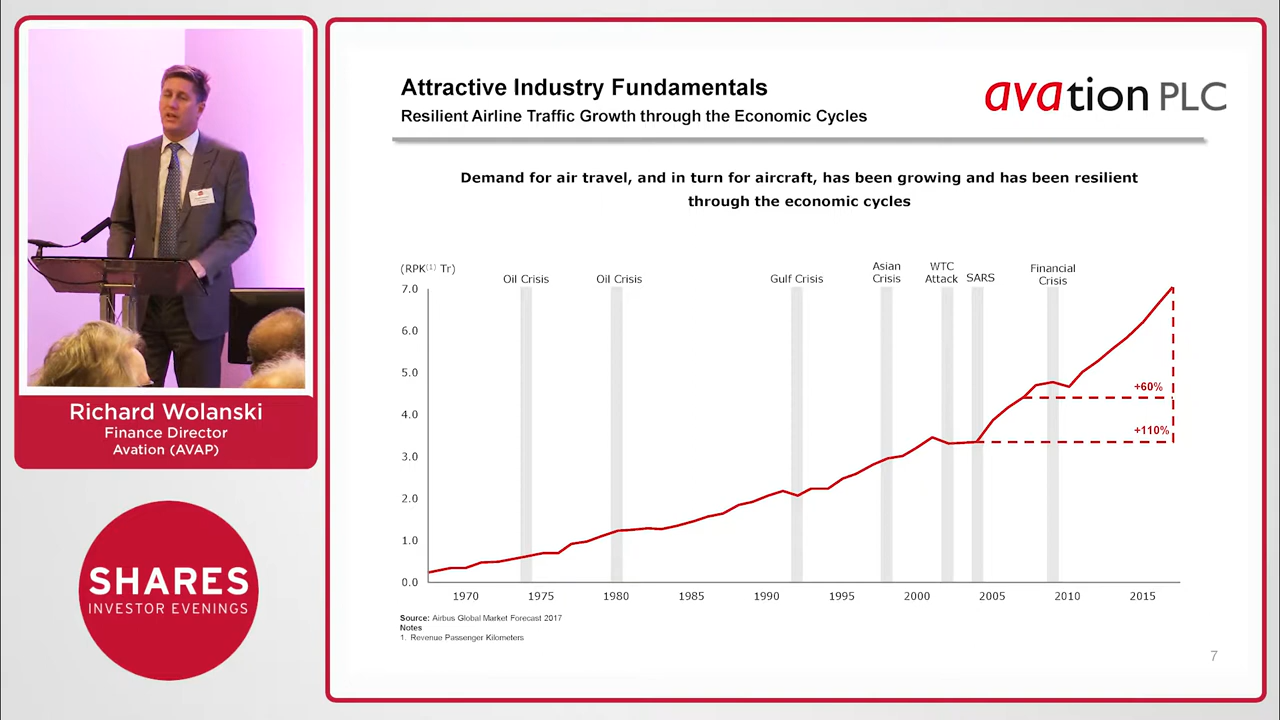 Attractive Industry Fundamentals
Resilient Airline Traffic Growth through the Economic Cycles
avation PLC
Demand for air travel, and in turn for aircraft, has been growing and has been resilient
through the economic cycles
(RPK(1) Tr)
Oil Crisis
Oil Crisis
Gulf Crisis
Asian
Crisis
WTC
Attack
SARS
Financial
Crisis
7.0
6.0
5.0
4.0
3.0
2.0
1.0
0.0
+60%
+110%
1970 1975 1980 1985 1990 1995 2000 2005 2010 2015
Source: Airbus Global Market Forecast 2017
Notes
1. Revenue Passenger Kilometers
7
Richard Wolanski
Finance Director
Avation (AVAP)
SHARES
INVESTOR EVENINGS